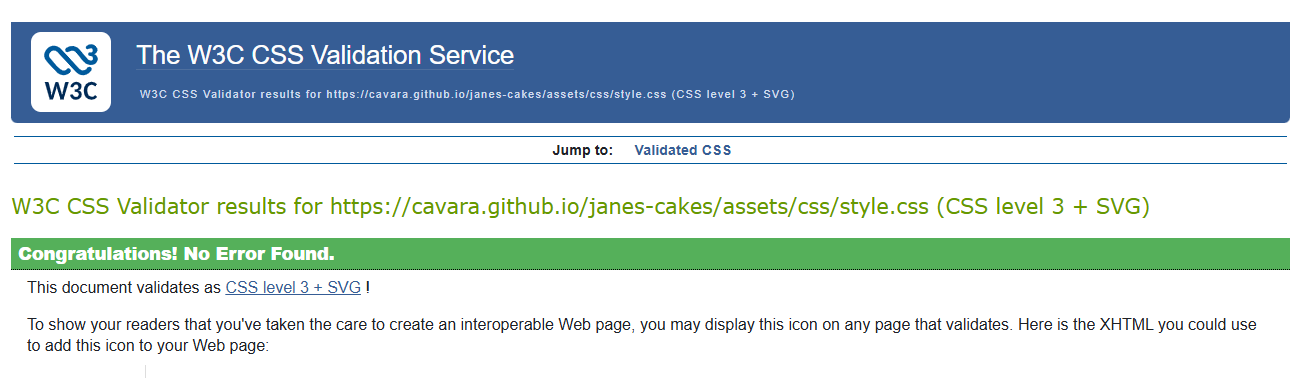 W3C
The W3C CSS Validation Service
W3C CSS Validator results for https://cavara.github.io/janes-cakes/assets/css/style.css (CSS level 3 + SVG)
Jump to: Validated CSS
W3C CSS Validator results for https://cavara.github.io/janes-cakes/assets/css/style.css (CSS level 3 + SVG)
Congratulations! No Error Found.
This document validates as CSS level 3 + SVG !
To show your readers that you've taken the care to create an interoperable Web page, you may display this icon on any page that validates. Here is the XHTML you could use
to add this icon to your Web page: